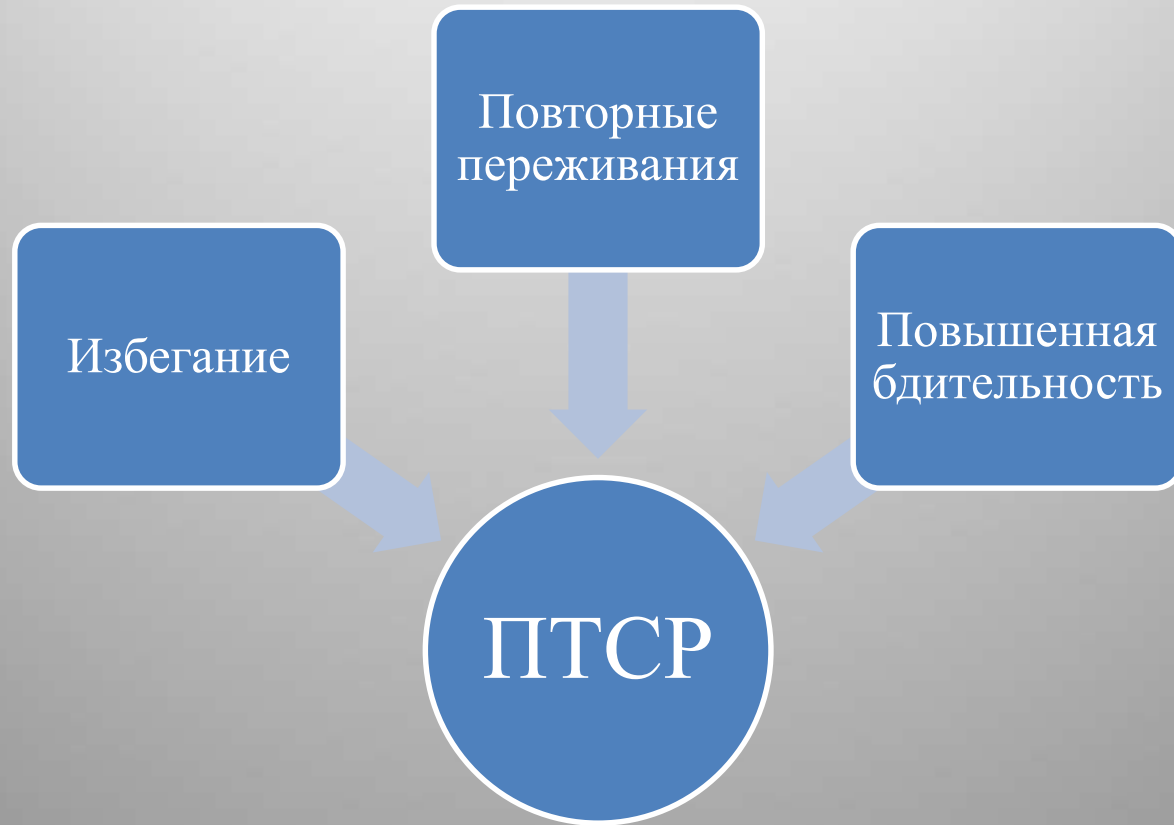 Повторные
переживания
Избегание
Повышенная
бдительность
ПТСР